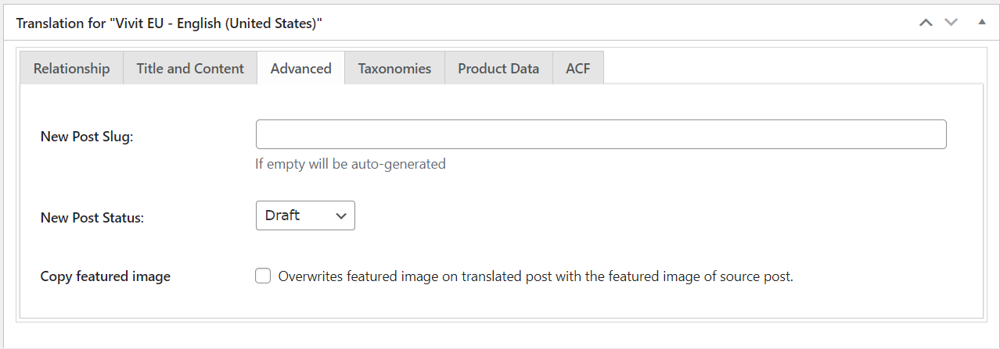 Translation for "Vivit EU - English (United States)"
Relationship
Title and Content
Advanced
Taxonomies
Product Data
ACF
New Post Slug:
If empty will be auto-generated
New Post Status:
Draft
Copy featured image
Overwrites featured image on translated post with the featured image of source post.